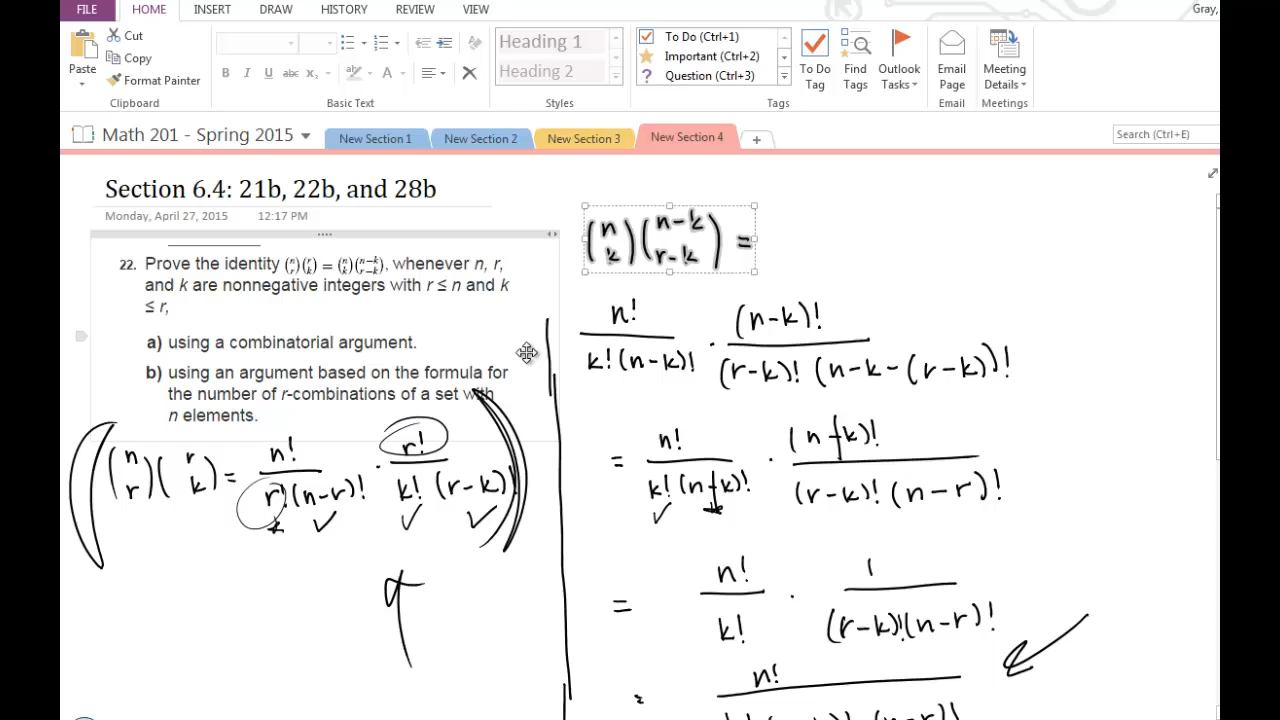 FILE HOME INSERT DRAW HISTORY REVIEW VIEW Gray,
Paste
Cut
Copy
Format Painter
Clipboard
B I U abc x₂ A
Basic Text
Heading 1
Heading 2
Styles
To Do (Ctrl+1)
Important (Ctrl+2)
Question (Ctrl+3)
To Do Tag
Find Tags
Outlook Tasks
Tags
Email Page
Email
Meeting Details
Meetings
Math 201 - Spring 2015
New Section 1 New Section 2 New Section 3 New Section 4 +
Search (Ctrl+E)
Section 6.4: 21b, 22b, and 28b
Monday, April 27, 2015 12:17 PM
22. Prove the identity (n r)(r k) = (n k)(n−k r−k), whenever n, r,
and k are nonnegative integers with r ≤ n and k
≤ r,
a) using a combinatorial argument.
b) using an argument based on the formula for
the number of r-combinations of a set with
n elements.
(n r)(r k) = n!/(r!(n-r)!) · r!/(k!(r-k)!)
(n k)(n-k r-k) =
n!/(k!(n-k)!) · (n-k)!/((r-k)!(n-k-(r-k))!)
= n!/(k!(n-k)!) · (n-k)!/((r-k)!(n-r)!)
= n!/k! · 1/((r-k)!(n-r)!)
n!